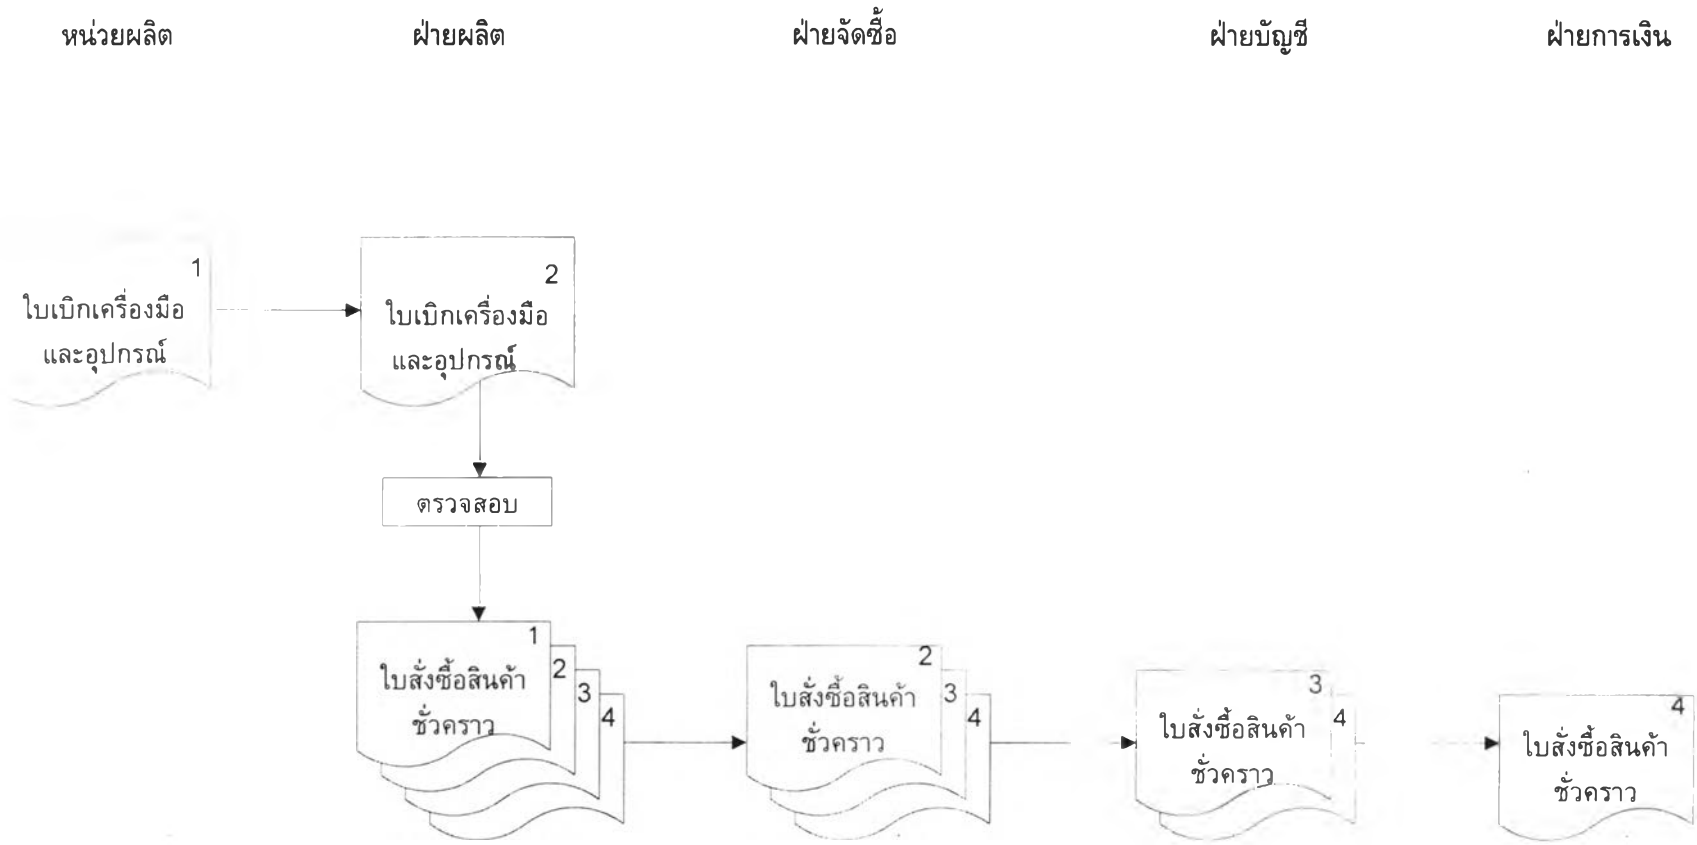 หน่วยผลิต
ฝ่ายผลิต
ฝ่ายจัดซื้อ
ฝ่ายบัญชี
ฝ่ายการเงิน
1
ใบเบิกเครื่องมือ
และอุปกรณ์
2
ใบเบิกเครื่องมือ
และอุปกรณ์
ตรวจสอบ
1
ใบสั่งซื้อสินค้า
ชั่วคราว
2
3
4
2
ใบสั่งซื้อสินค้า
ชั่วคราว
3
4
3
ใบสั่งซื้อสินค้า
ชั่วคราว
4
4
ใบสั่งซื้อสินค้า
ชั่วคราว